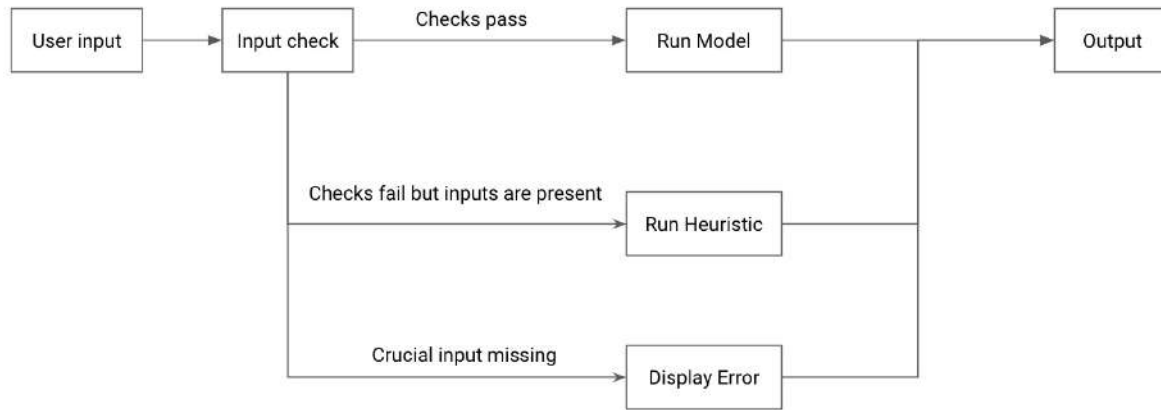 Checks pass
User input
Input check
Run Model
Output
Checks fail but inputs are present
Run Heuristic
Crucial input missing
Display Error